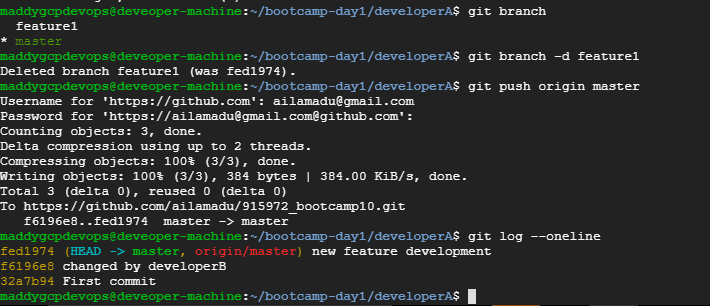 maddygcpdevops@deveoper-machine:~/bootcamp-day1/developerA$ git branch
  feature1
* master
maddygcpdevops@deveoper-machine:~/bootcamp-day1/developerA$ git branch -d feature1
Deleted branch feature1 (was fed1974).
maddygcpdevops@deveoper-machine:~/bootcamp-day1/developerA$ git push origin master
Username for 'https://github.com': ailamadu@gmail.com
Password for 'https://ailamadu@gmail.com@github.com':
Counting objects: 3, done.
Delta compression using up to 2 threads.
Compressing objects: 100% (3/3), done.
Writing objects: 100% (3/3), 384 bytes | 384.00 KiB/s, done.
Total 3 (delta 0), reused 0 (delta 0)
To https://github.com/ailamadu/915972_bootcamp10.git
   f6196e8..fed1974  master -> master
maddygcpdevops@deveoper-machine:~/bootcamp-day1/developerA$ git log --oneline
fed1974 (HEAD -> master, origin/master) new feature development
f6196e8 changed by developerB
32a7b94 First commit
maddygcpdevops@deveoper-machine:~/bootcamp-day1/developerA$